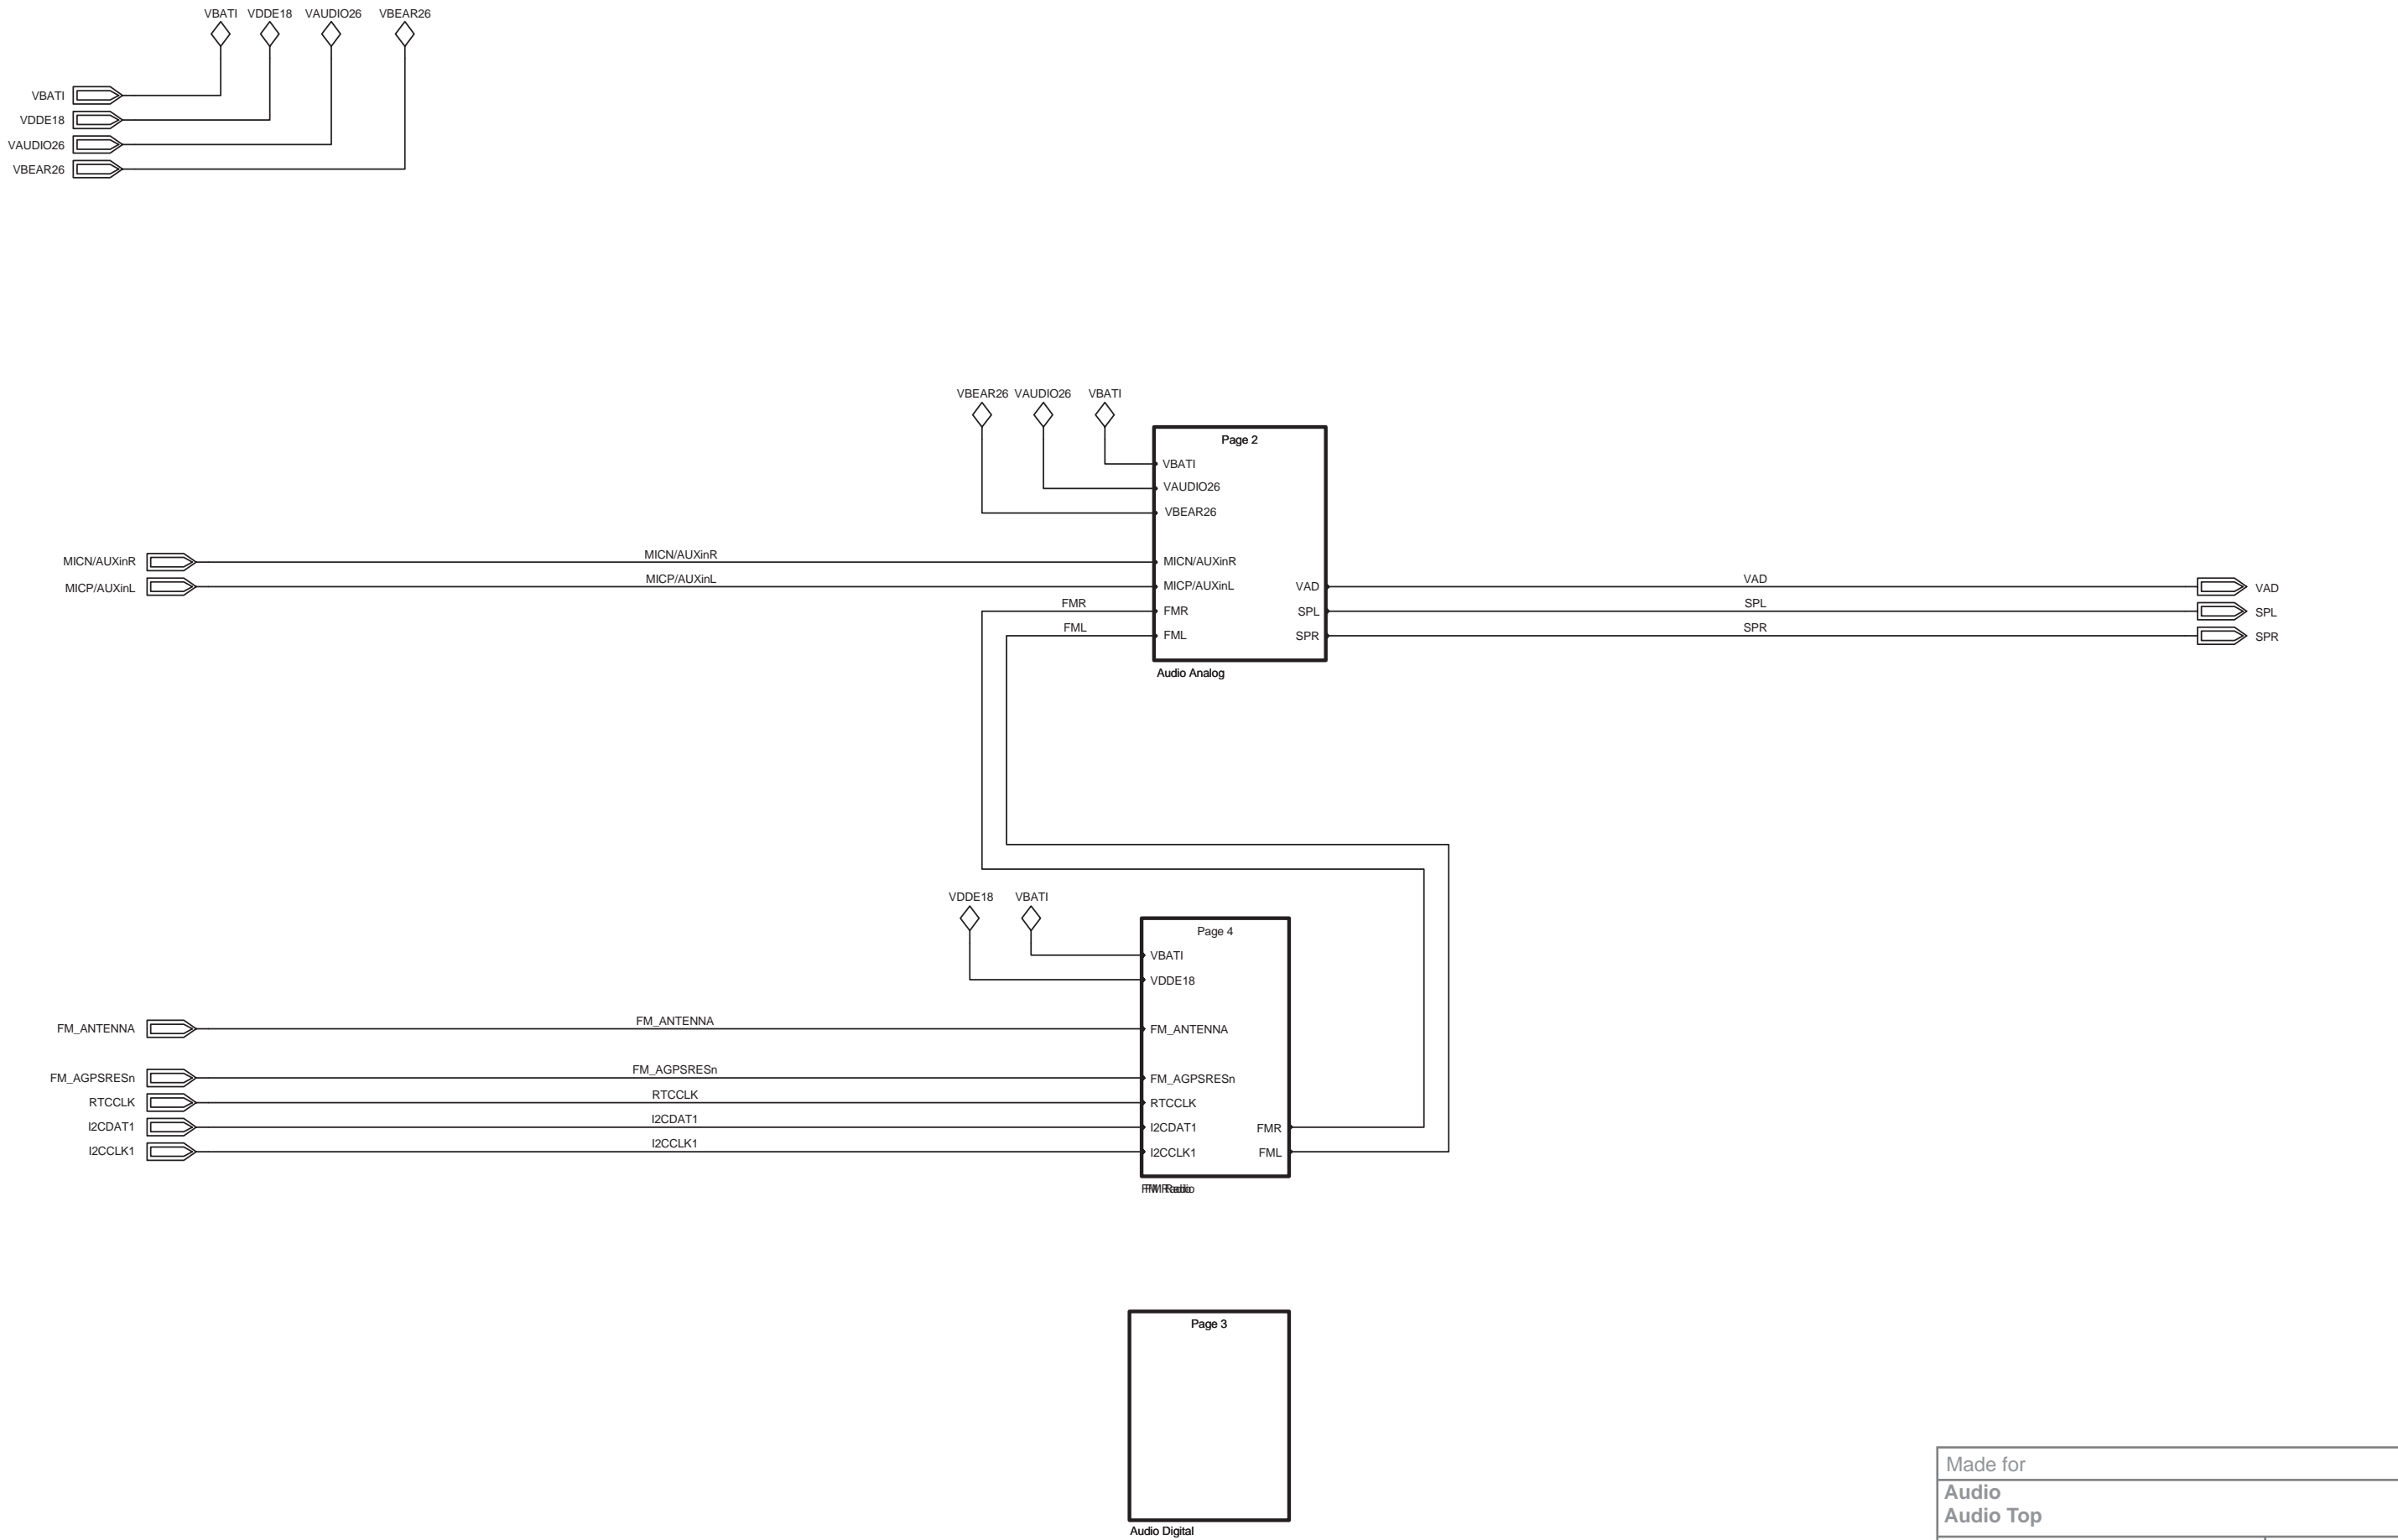 VBATI VDDE18 VAUDIO26 VBEAR26
VBATI
VDDE18
VAUDIO26
VBEAR26
VBEAR26 VAUDIO26 VBATI
Page 2
VBATI
VAUDIO26
VBEAR26
MICN/AUXinR MICN/AUXinR MICN/AUXinR
MICP/AUXinL MICP/AUXinL MICP/AUXinL VAD VAD VAD
FMR FMR SPL SPL SPL
FML FML SPR SPR SPR
Audio Analog
VDDE18 VBATI
Page 4
VBATI
VDDE18
FM_ANTENNA FM_ANTENNA FM_ANTENNA
FM_AGPSRESn FM_AGPSRESn FM_AGPSRESn
RTCCLK RTCCLK RTCCLK
I2CDAT1 I2CDAT1 I2CDAT1 FMR
I2CCLK1 I2CCLK1 I2CCLK1 FML
FM Radio
Page 3
Audio Digital
Made for
Audio
Audio Top